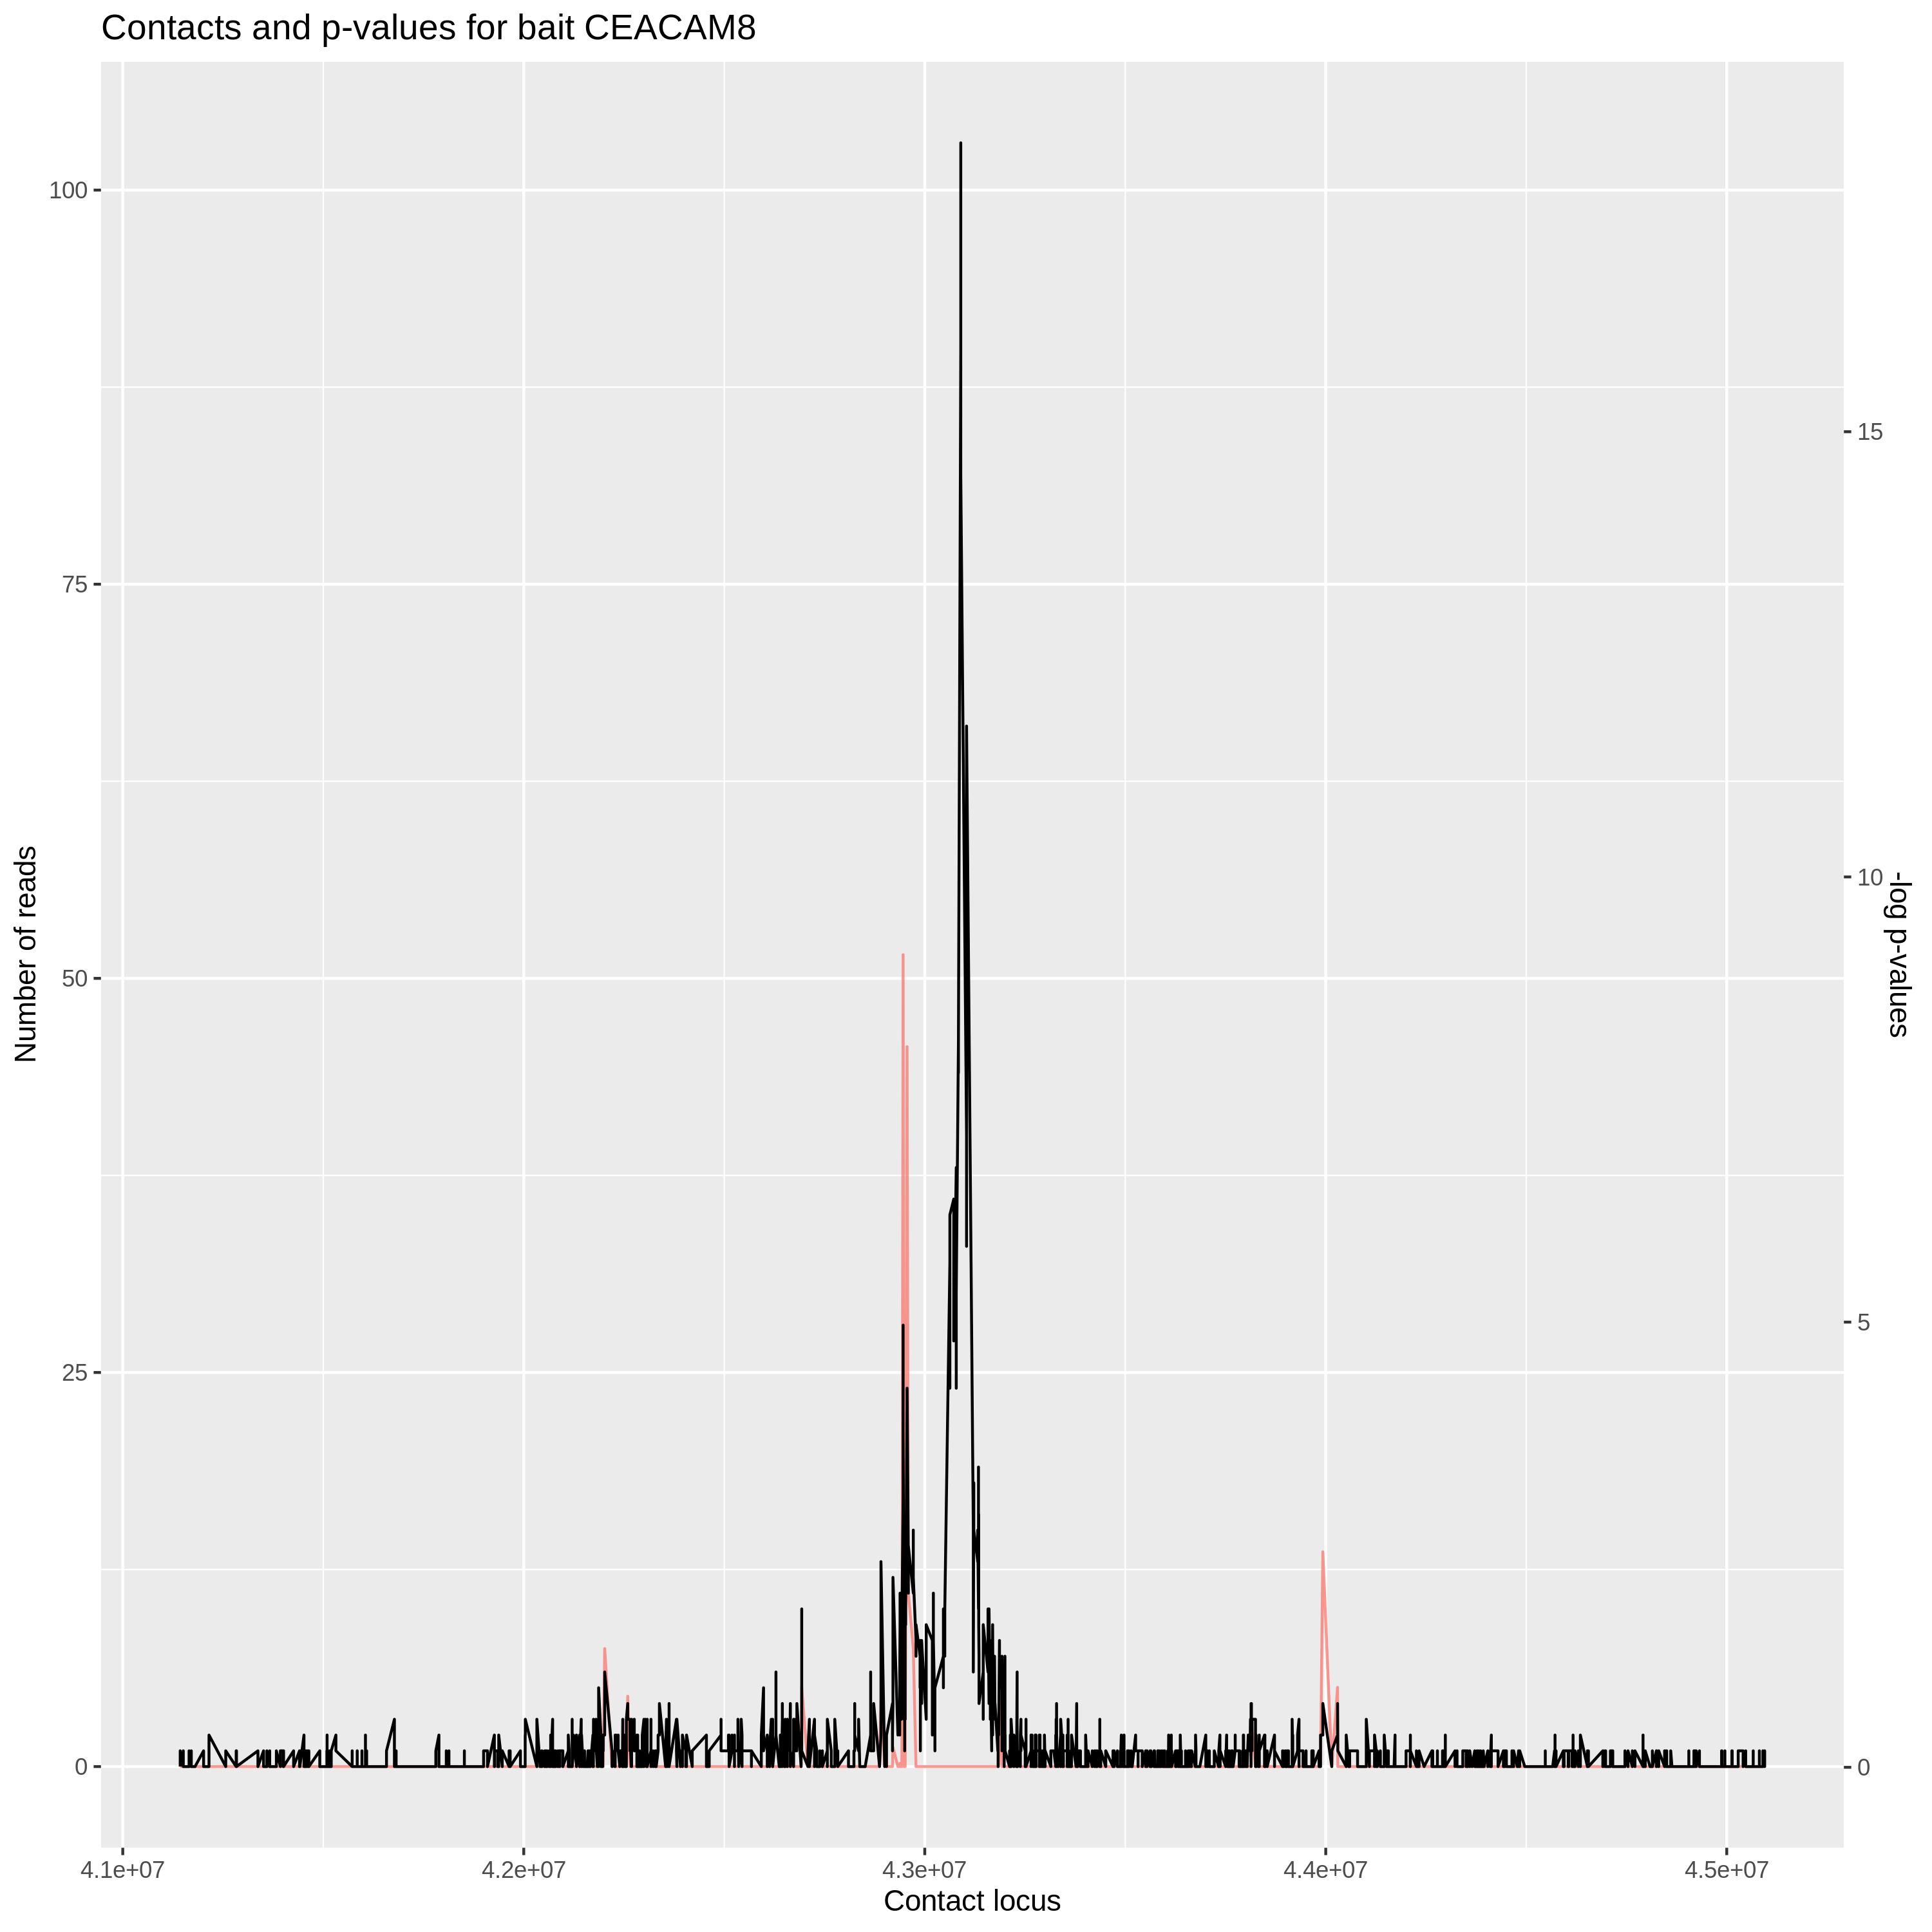 Contacts and p-values for bait CEACAM8
100
75
50
25
0
Number of reads
15
10
5
0
-log p-values
4.1e+07
4.2e+07
4.3e+07
4.4e+07
4.5e+07
Contact locus